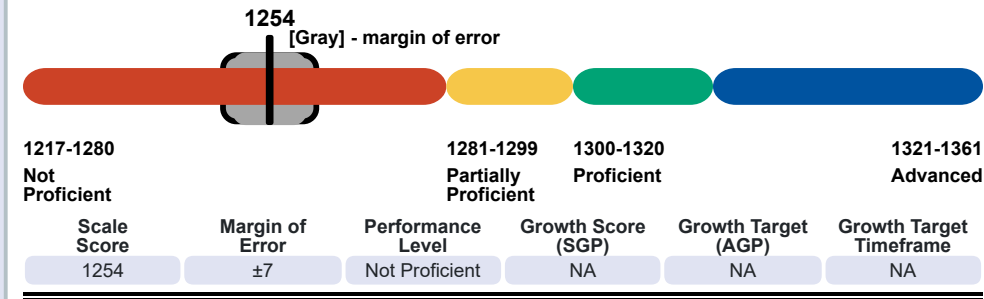 1254
[Gray] - margin of error
1217-1280 1281-1299 1300-1320 1321-1361
Not Partially Proficient Advanced
Proficient Proficient
Scale Margin of Performance Growth Score Growth Target Growth Target
Score Error Level (SGP) (AGP) Timeframe
1254 ±7 Not Proficient NA NA NA